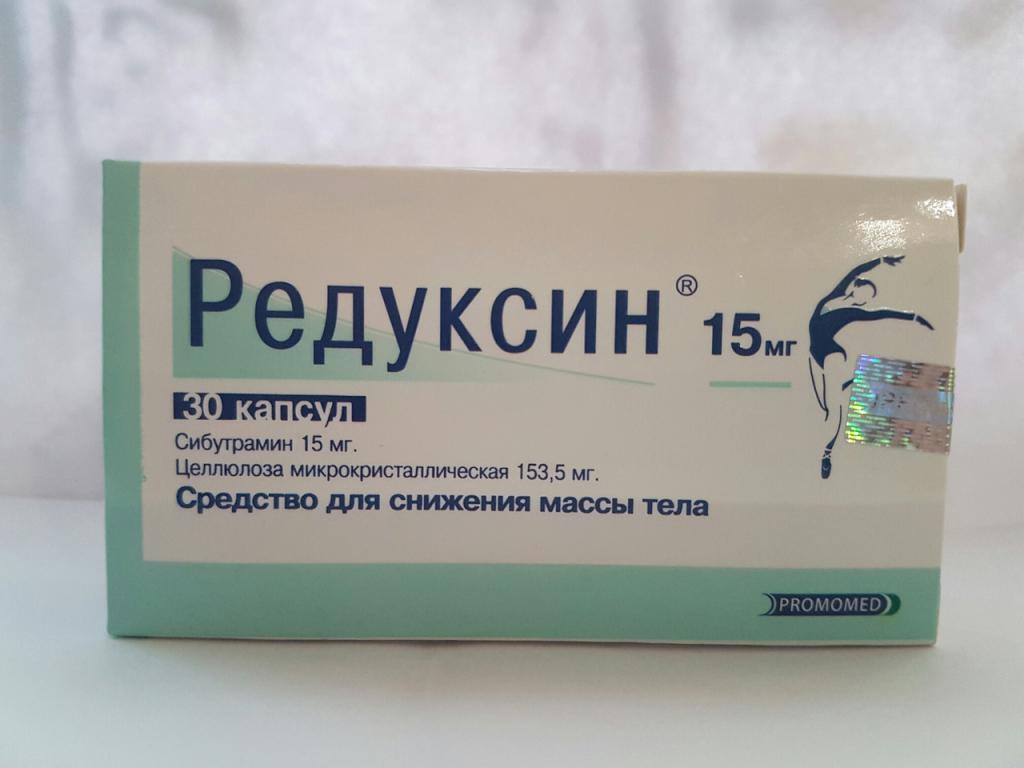 Редуксин® 15мг
30 капсул
Сибутрамин 15 мг.
Целлюлоза микрокристаллическая 153,5 мг.
Средство для снижения массы тела
PROMOMED